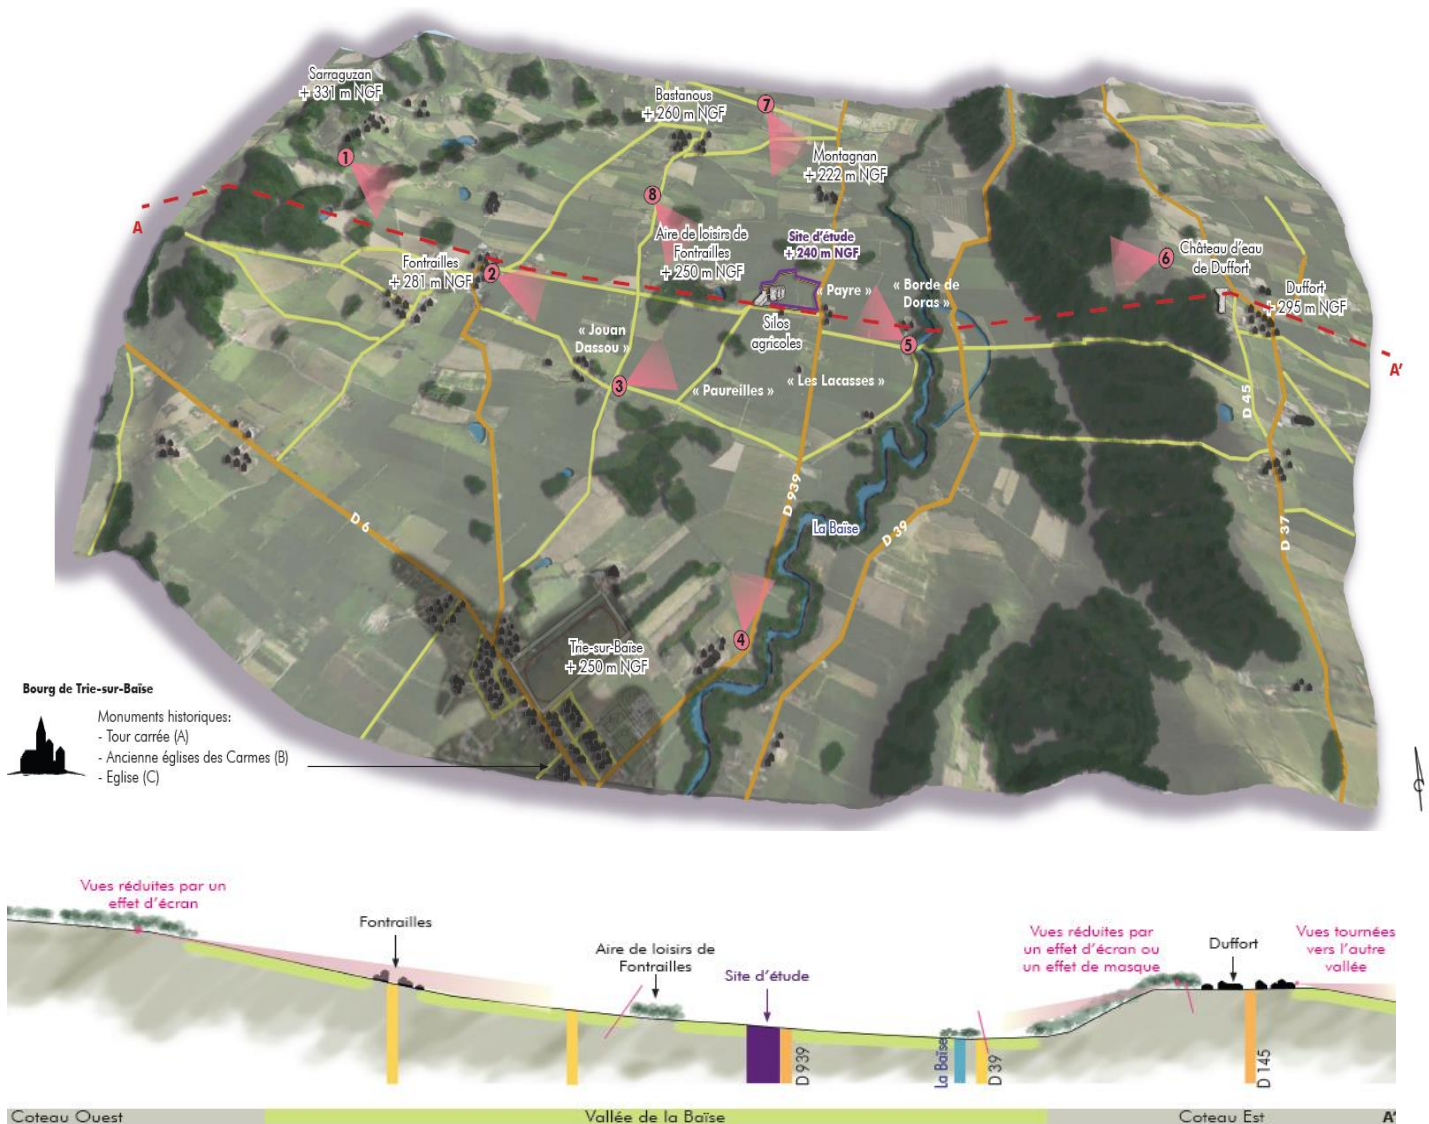 Sarraguzan
+ 331 m NGF
Bastanous
+ 260 m NGF
7
1
Montagnan
+ 222 m NGF
8
A
Aire de loisirs de
Fontrailles
+ 250 m NGF
Site d'étude
+ 240 m NGF
6
Château d'eau
de Duffort
Fontrailles
+ 281 m NGF
2
« Payre »
« Borde de
Doras »
Duffort
+ 295 m NGF
« Jouan
Dassou »
Silos
agricoles
5
A'
3
« Paureilles »
« Les Lacasses »
D 45
D 6
D 939
La Baïse
D 39
D 37
4
Trie-sur-Baïse
+ 250 m NGF
Bourg de Trie-sur-Baïse
Monuments historiques:
- Tour carrée (A)
- Ancienne églises des Carmes (B)
- Eglise (C)
Vues réduites par un
effet d'écran
Fontrailles
Aire de loisirs de
Fontrailles
Site d'étude
Vues réduites par
un effet d'écran ou
un effet de masque
Duffort
Vues tournées
vers l'autre
vallée
D 939
La Baïse
D 39
D 145
Coteau Ouest
Vallée de la Baïse
Coteau Est
A'